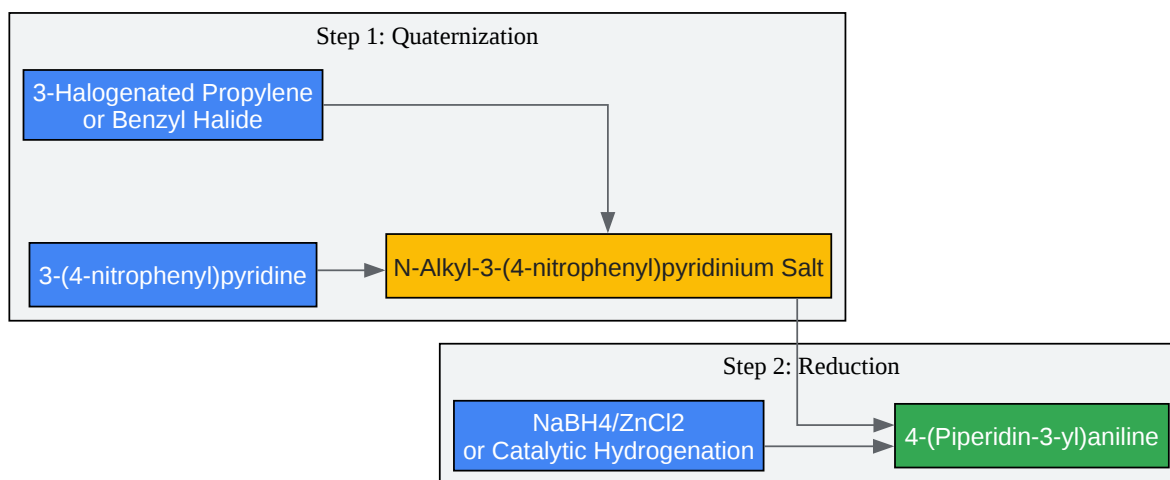 Step 1: Quaternization
3-Halogenated Propylene
or Benzyl Halide
3-(4-nitrophenyl)pyridine
N-Alkyl-3-(4-nitrophenyl)pyridinium Salt
Step 2: Reduction
NaBH4/ZnCl2
or Catalytic Hydrogenation
4-(Piperidin-3-yl)aniline